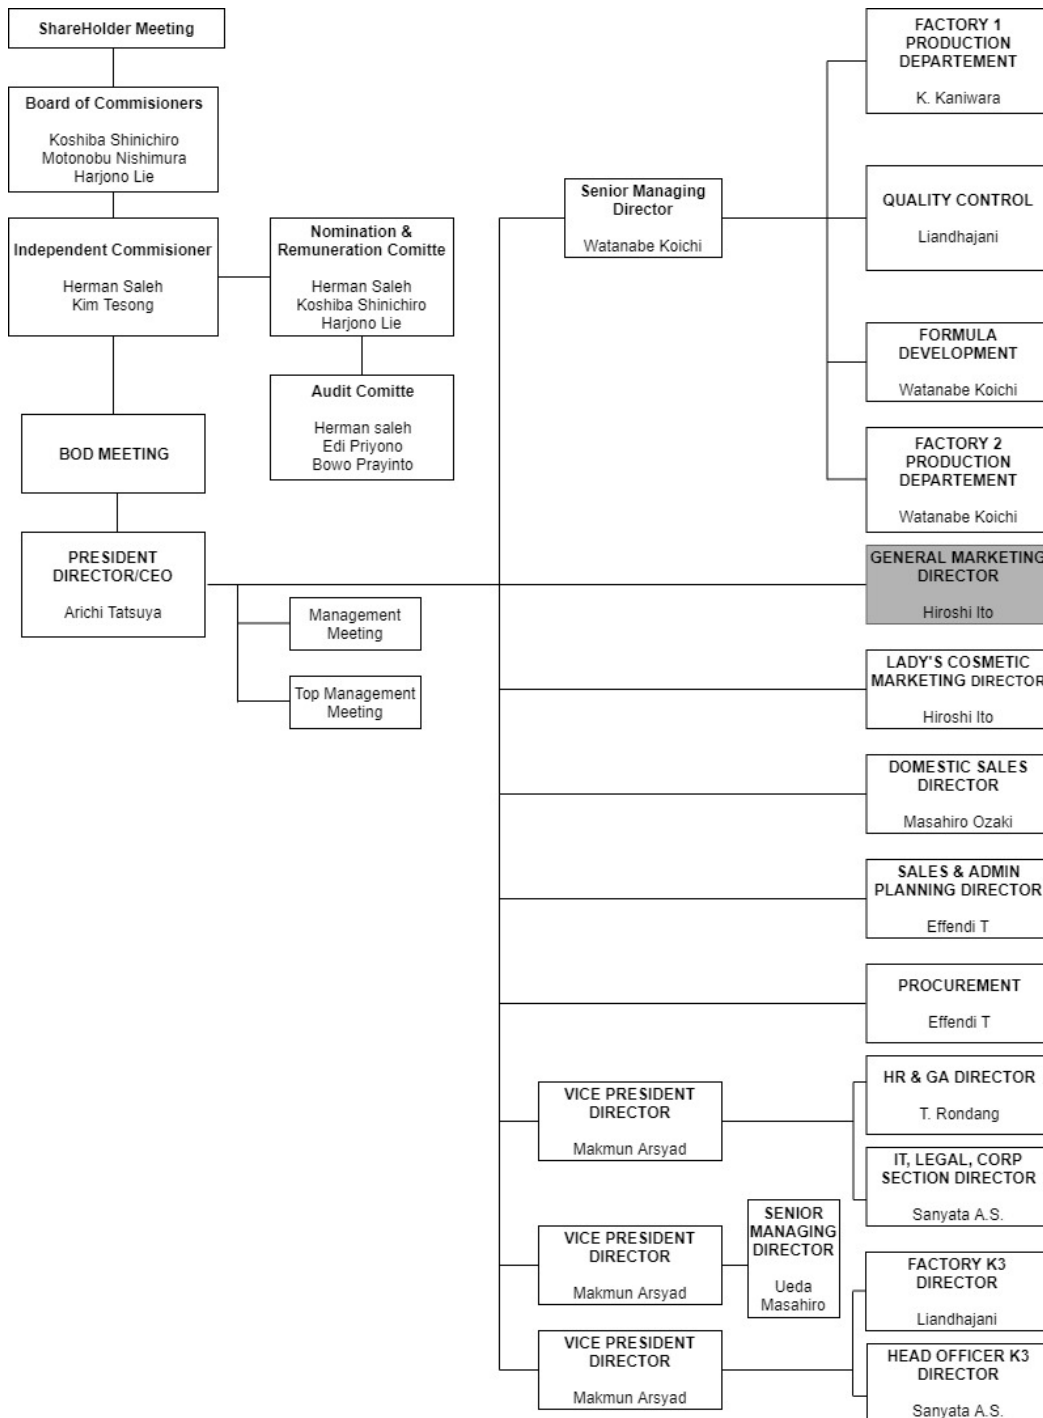 ShareHolder Meeting
Board of Commisioners
Koshiba Shinichiro
Motonobu Nishimura
Harjono Lie
Independent Commisioner
Herman Saleh
Kim Tesong
Nomination &
Remuneration Comitte
Herman Saleh
Koshiba Shinichiro
Harjono Lie
Audit Comitte
Herman saleh
Edi Priyono
Bowo Prayinto
BOD MEETING
PRESIDENT
DIRECTOR/CEO
Arichi Tatsuya
Management
Meeting
Top Management
Meeting
Senior Managing
Director
Watanabe Koichi
FACTORY 1
PRODUCTION
DEPARTEMENT
K. Kaniwara
QUALITY CONTROL
Liandhajani
FORMULA
DEVELOPMENT
Watanabe Koichi
FACTORY 2
PRODUCTION
DEPARTEMENT
Watanabe Koichi
GENERAL MARKETING
DIRECTOR
Hiroshi Ito
LADY'S COSMETIC
MARKETING DIRECTOR
Hiroshi Ito
DOMESTIC SALES
DIRECTOR
Masahiro Ozaki
SALES & ADMIN
PLANNING DIRECTOR
Effendi T
PROCUREMENT
Effendi T
VICE PRESIDENT
DIRECTOR
Makmun Arsyad
HR & GA DIRECTOR
T. Rondang
IT, LEGAL, CORP
SECTION DIRECTOR
Sanyata A.S.
VICE PRESIDENT
DIRECTOR
Makmun Arsyad
SENIOR
MANAGING
DIRECTOR
Ueda
Masahiro
VICE PRESIDENT
DIRECTOR
Makmun Arsyad
FACTORY K3
DIRECTOR
Liandhajani
HEAD OFFICER K3
DIRECTOR
Sanyata A.S.